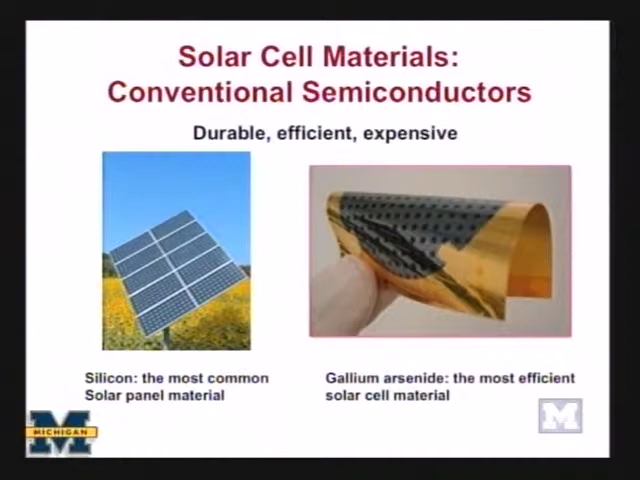 Solar Cell Materials:
Conventional Semiconductors
Durable, efficient, expensive
Silicon: the most common
Solar panel material
Gallium arsenide: the most efficient
solar cell material
MICHIGAN
M